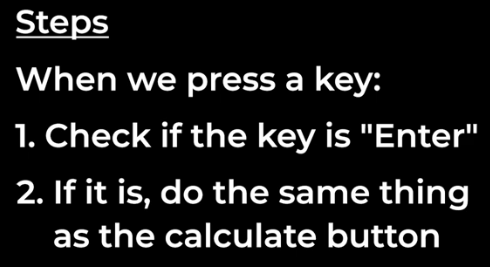 Steps
When we press a key:
1. Check if the key is "Enter"
2. If it is, do the same thing
as the calculate button